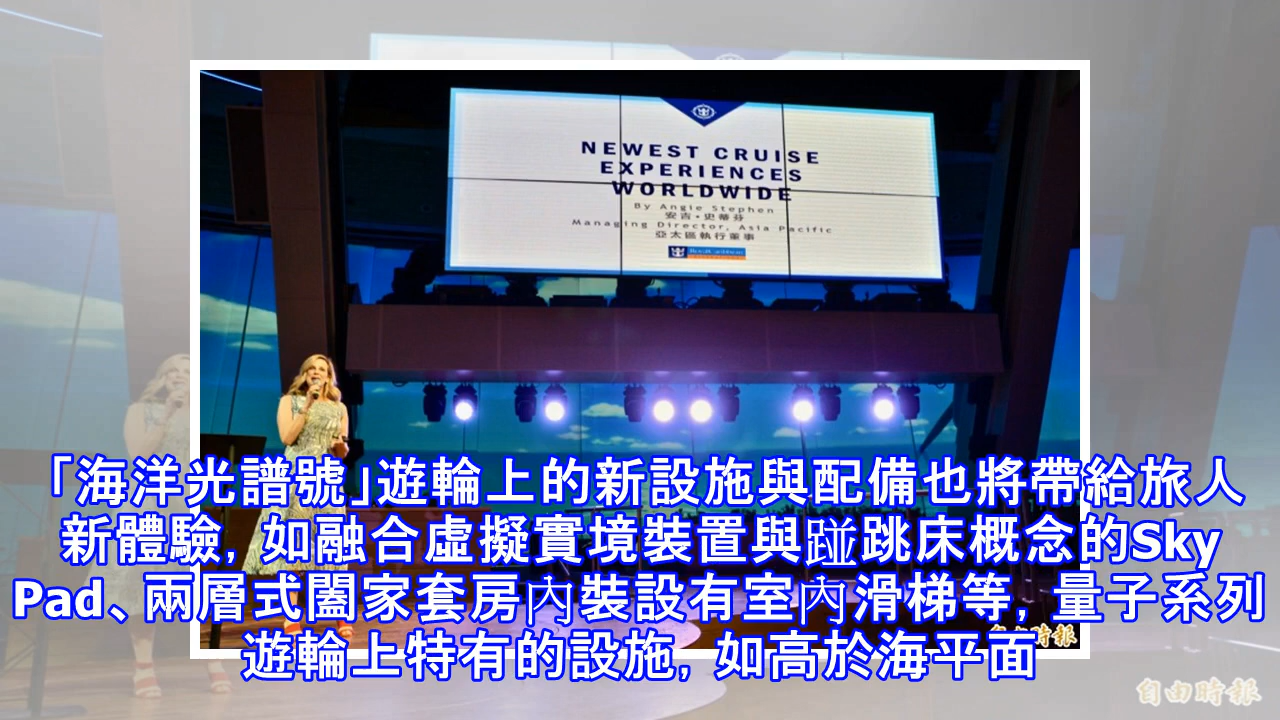 NEWEST CRUISE
EXPERIENCES
WORLDWIDE
By Angie Stephen
安吉·史蒂芬
Managing Director, Asia Pacific
亞太區執行董事
「海洋光譜號」遊輪上的新設施與配備也將帶給旅人
新體驗, 如融合虛擬實境裝置與踫跳床概念的Sky
Pad、兩層式闔家套房內裝設有室內滑梯等, 量子系列
遊輪上特有的設施, 如高於海平面
自由時報
自由時報